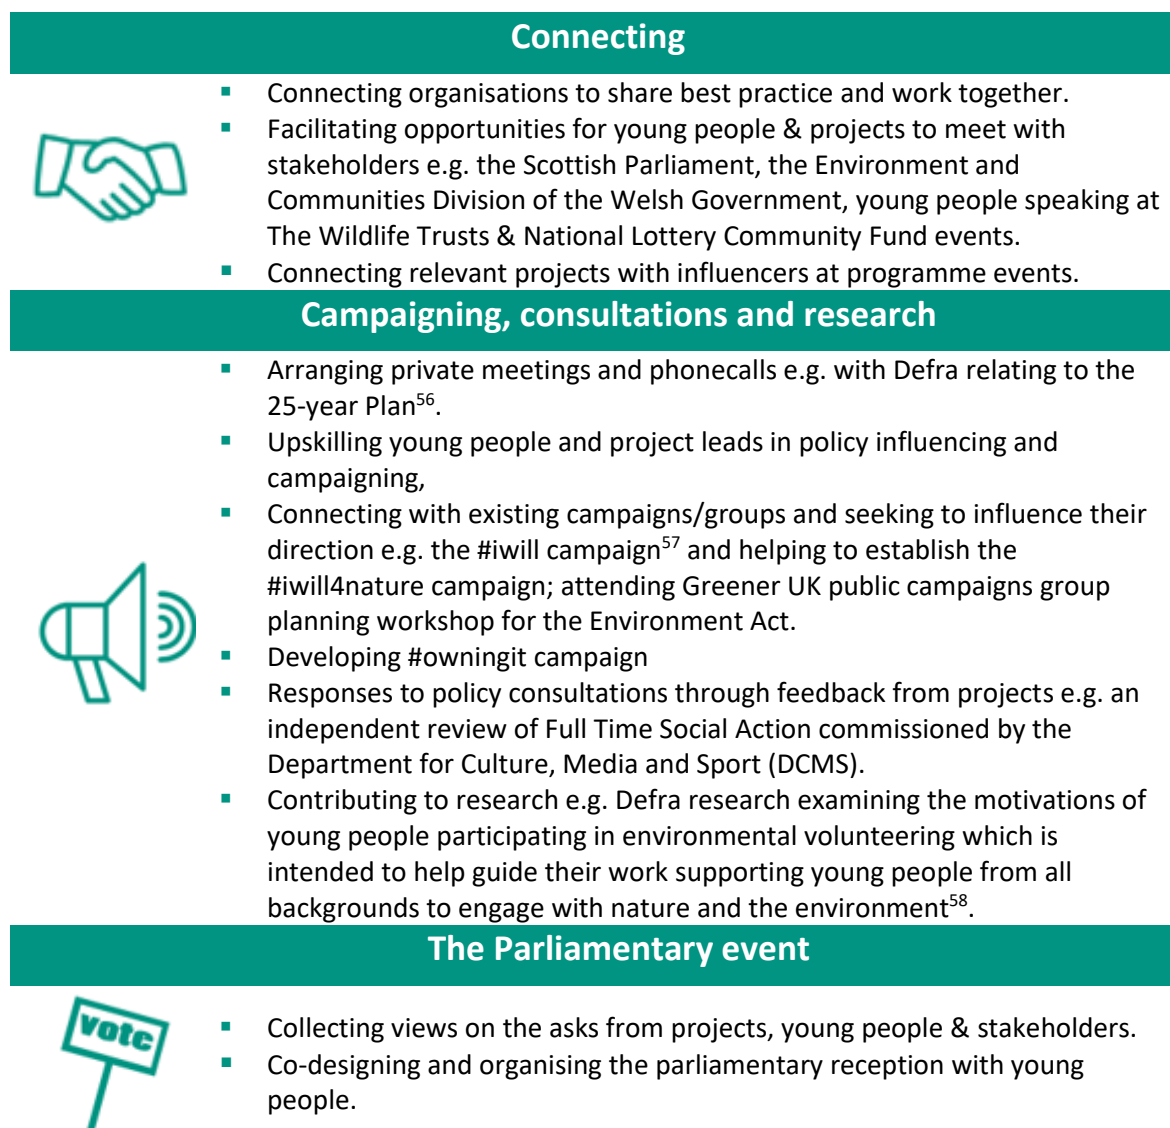 Connecting
▪ Connecting organisations to share best practice and work together.
▪ Facilitating opportunities for young people & projects to meet with
stakeholders e.g. the Scottish Parliament, the Environment and
Communities Division of the Welsh Government, young people speaking at
The Wildlife Trusts & National Lottery Community Fund events.
▪ Connecting relevant projects with influencers at programme events.
Campaigning, consultations and research
▪ Arranging private meetings and phonecalls e.g. with Defra relating to the
25-year Plan⁵⁶.
▪ Upskilling young people and project leads in policy influencing and
campaigning,
▪ Connecting with existing campaigns/groups and seeking to influence their
direction e.g. the #iwill campaign⁵⁷ and helping to establish the
#iwill4nature campaign; attending Greener UK public campaigns group
planning workshop for the Environment Act.
▪ Developing #owningit campaign
▪ Responses to policy consultations through feedback from projects e.g. an
independent review of Full Time Social Action commissioned by the
Department for Culture, Media and Sport (DCMS).
▪ Contributing to research e.g. Defra research examining the motivations of
young people participating in environmental volunteering which is
intended to help guide their work supporting young people from all
backgrounds to engage with nature and the environment⁵⁸.
The Parliamentary event
vote
▪ Collecting views on the asks from projects, young people & stakeholders.
▪ Co-designing and organising the parliamentary reception with young
people.